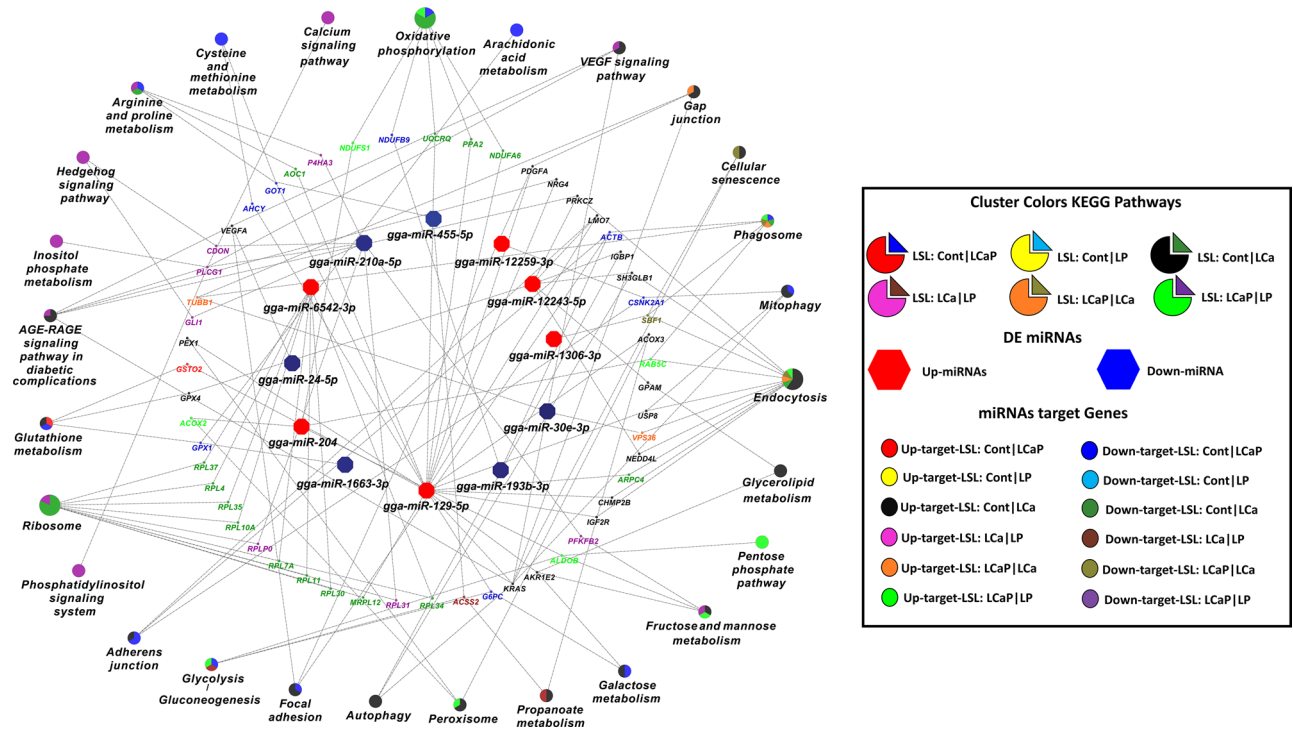 Calcium
signaling
pathway
Oxidative
phosphorylation
Arachidonic
acid
metabolism
VEGF signaling
pathway
Cysteine
and
methionine
metabolism
Arginine
and proline
metabolism
Gap
junction
Hedgehog
signaling
pathway
Cellular
senescence
Inositol
phosphate
metabolism
Phagosome
AGE-RAGE
signaling
pathway in
diabetic
complications
Mitophagy
Glutathione
metabolism
Endocytosis
Ribosome
Glycerolipid
metabolism
Phosphatidylinositol
signaling
system
Pentose
phosphate
pathway
Adherens
junction
Fructose and mannose
metabolism
Glycolysis
/
Gluconeogenesis
Focal
adhesion
Autophagy
Peroxisome
Propanoate
metabolism
Galactose
metabolism
NDUFS1
NDUFB9
UQCRQ
PPA2
NDUFA6
P4HA3
AOC1
GOT1
AHCY
VEGFA
CDON
PLCG1
TUBB1
GLI1
PEX1
GSTO2
GPX4
ACOX2
GPX1
RPL37
RPL4
RPL35
RPL10A
RPLP0
RPL7A
RPL11
RPL30
MRPL12
RPL31
RPL34
ACSS2
G6PC
KRAS
AKR1E2
ALDOB
PFKFB2
IGF2R
CHMP2B
ARPC4
NEDD4L
VPS36
USP8
GPAM
RAB5C
ACOX3
SBF1
CSNK2A1
SH3GLB1
IGBP1
ACTB
LMO7
PRKCZ
NRG4
PDGFA
gga-miR-455-5p
gga-miR-210a-5p
gga-miR-12259-3p
gga-miR-6542-3p
gga-miR-12243-5p
gga-miR-1306-3p
gga-miR-24-5p
gga-miR-30e-3p
gga-miR-204
gga-miR-1663-3p
gga-miR-193b-3p
gga-miR-129-5p
Cluster Colors KEGG Pathways
LSL: Cont|LCaP
LSL: Cont|LP
LSL: Cont|LCa
LSL: LCa|LP
LSL: LCaP|LCa
LSL: LCaP|LP
DE miRNAs
Up-miRNAs
Down-miRNA
miRNAs target Genes
Up-target-LSL: Cont|LCaP
Down-target-LSL: Cont|LCaP
Up-target-LSL: Cont|LP
Down-target-LSL: Cont|LP
Up-target-LSL: Cont|LCa
Down-target-LSL: Cont|LCa
Up-target-LSL: LCa|LP
Down-target-LSL: LCa|LP
Up-target-LSL: LCaP|LCa
Down-target-LSL: LCaP|LCa
Up-target-LSL: LCaP|LP
Down-target-LSL: LCaP|LP